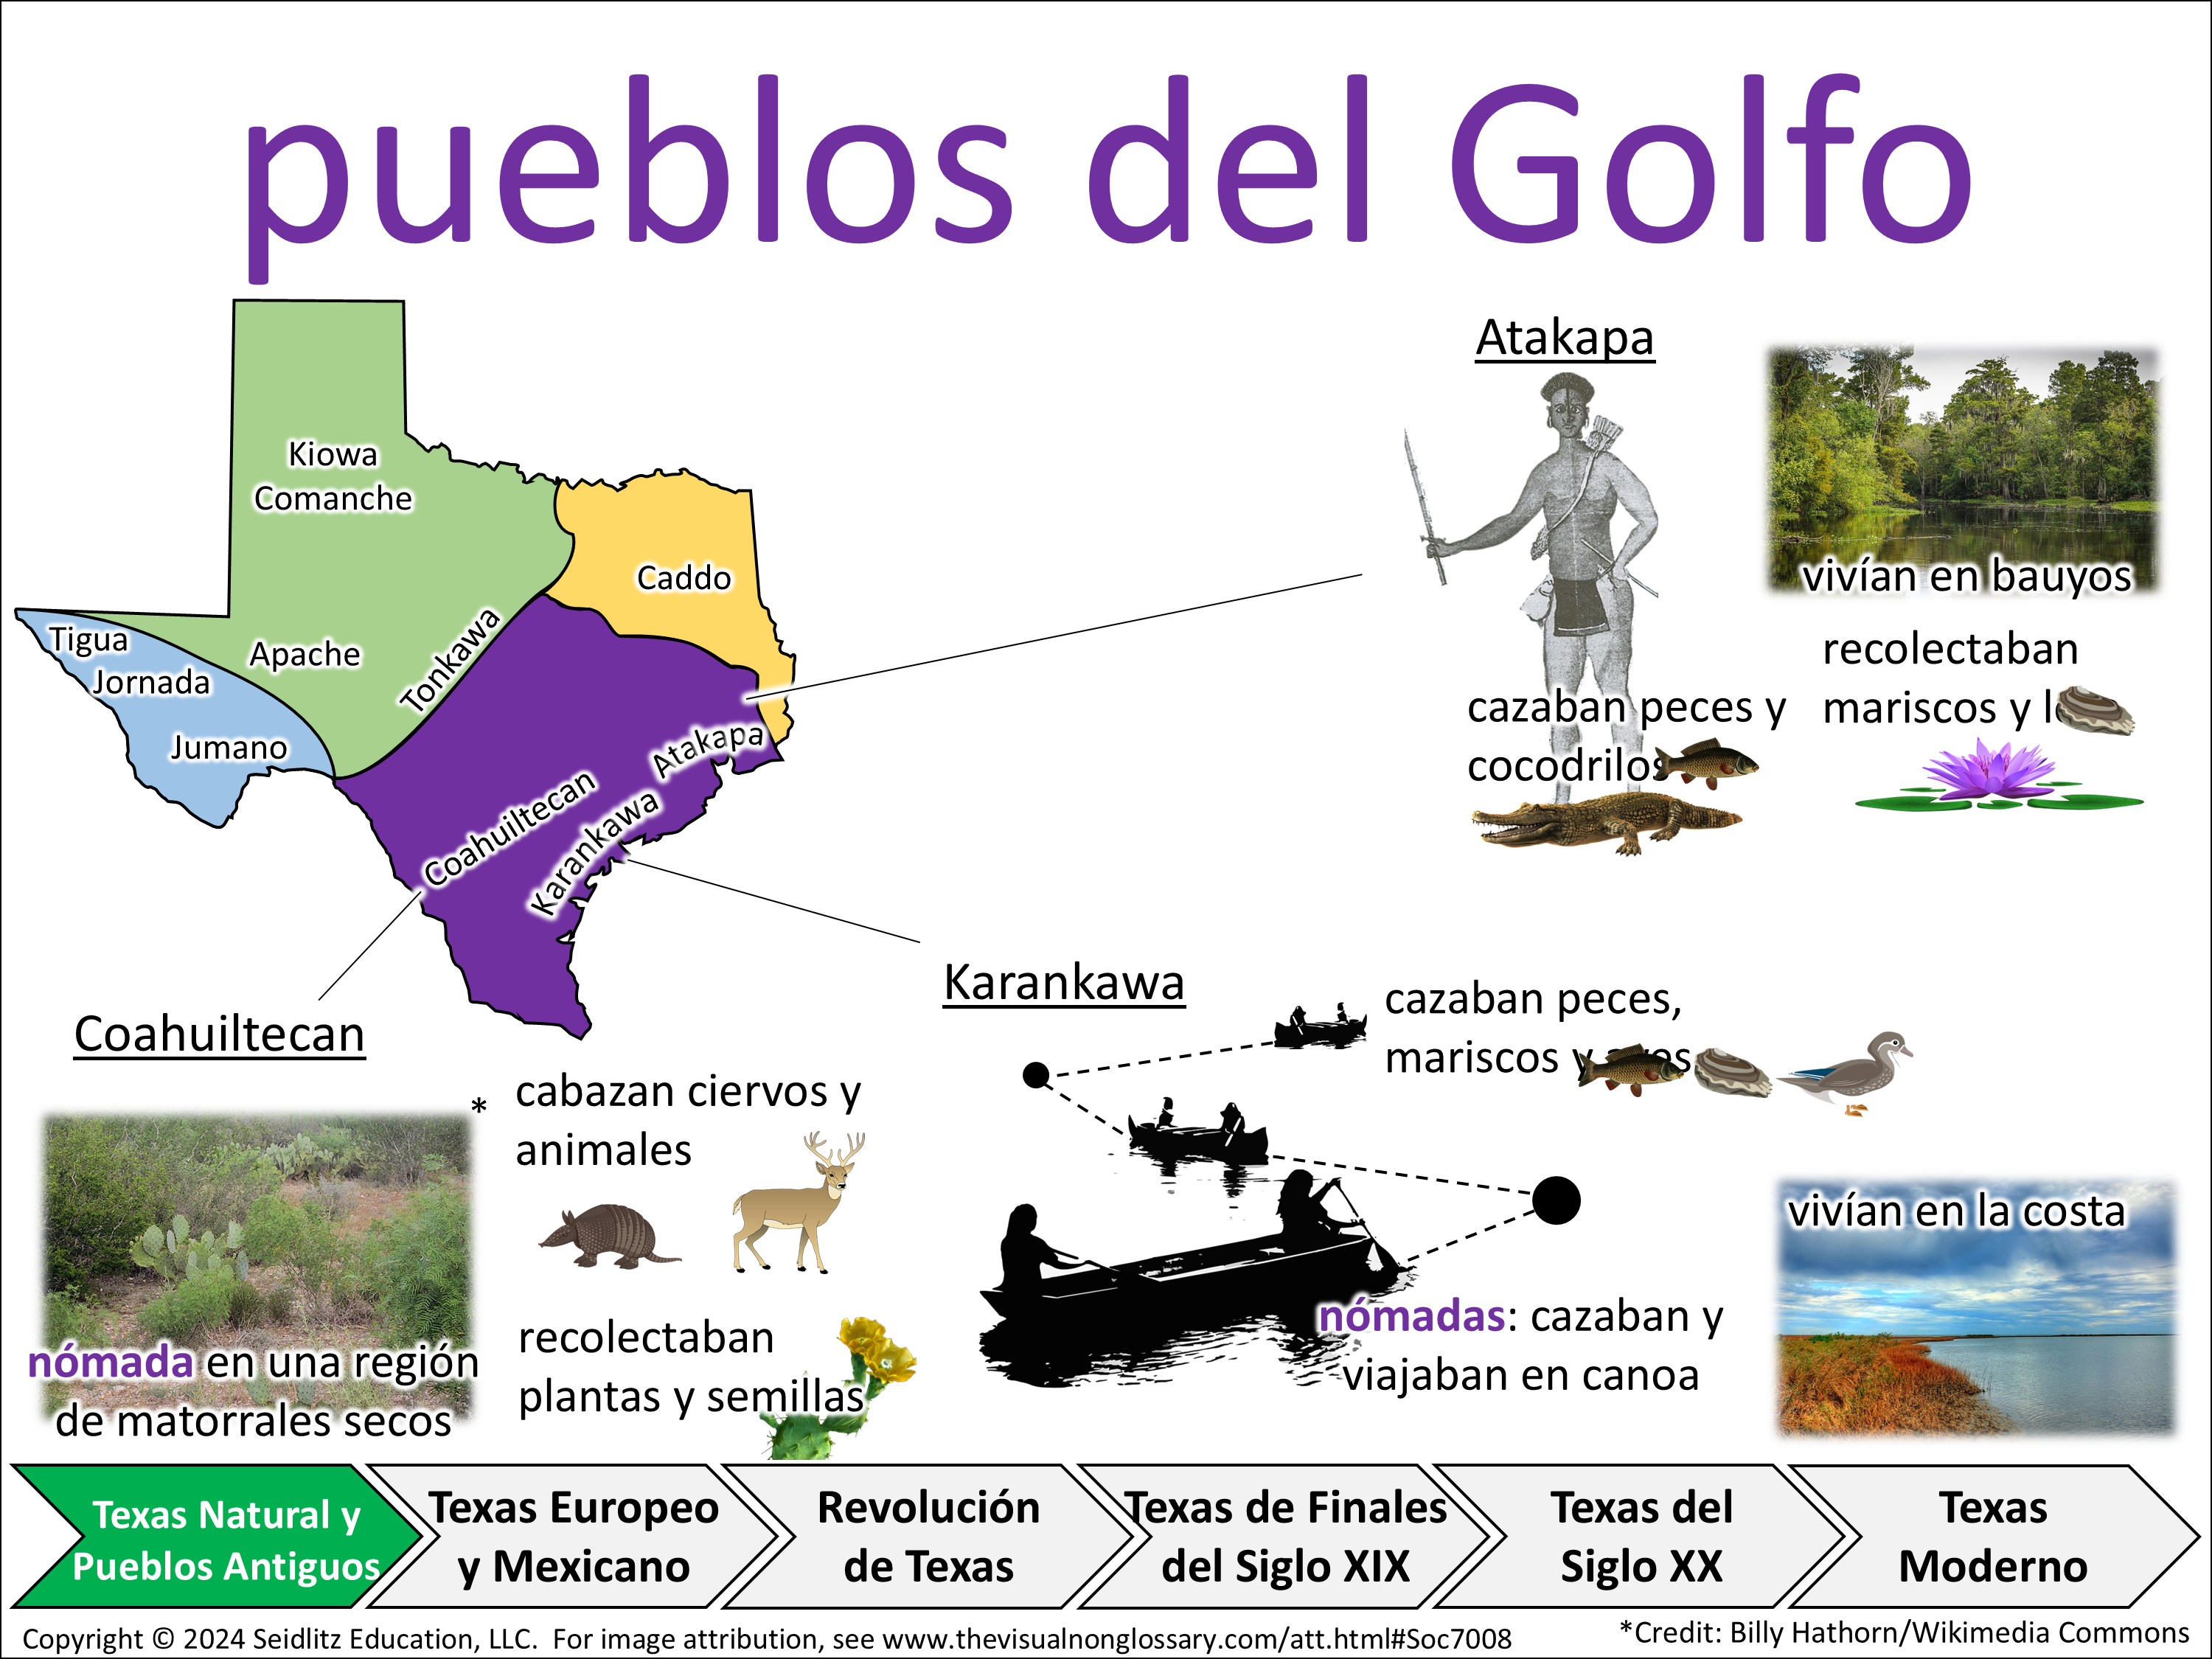 pueblos del Golfo
Kiowa
Comanche
Caddo
Tigua
Jornada
Jumano
Apache
Tonkawa
Coahuiltecan
Karankawa
Atakapa
Atakapa
vivían en bauyos
cazaban peces y
cocodrilos
recolectaban
mariscos y
Karankawa
cazaban peces,
mariscos y aves
nómadas: cazaban y
viajaban en canoa
vivían en la costa
Coahuiltecan
*
cabazan ciervos y
animales
nómada en una región
de matorrales secos
recolectaban
plantas y semillas
Texas Natural y
Pueblos Antiguos
Texas Europeo
y Mexicano
Revolución
de Texas
Texas de Finales
del Siglo XIX
Texas del
Siglo XX
Texas
Moderno
Copyright © 2024 Seidlitz Education, LLC.  For image attribution, see www.thevisualnonglossary.com/att.html#Soc7008
*Credit: Billy Hathorn/Wikimedia Commons